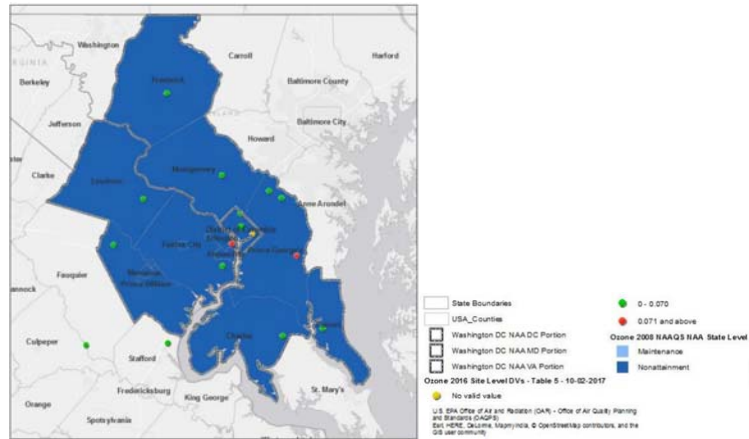 Washington
Carroll
Harford
Frederick
Berkeley
Baltimore County
Baltimore City
Jefferson
Howard
Clarke
Montgomery
Loudoun
Anne Arundel
District of Columbia
Fairfax City
Prince George's
Fauquier
Manassas
Prince William
Culpeper
Charles
Stafford
Fredericksburg
King George
St. Mary's
Orange
Spotsylvania
State Boundaries
USA_Counties
Washington DC NAA DC Portion
Washington DC NAA MD Portion
Washington DC NAA VA Portion
Ozone 2016 Site Level DVs - Table 5 - 10-02-2017
No valid value
0 - 0.070
0.071 and above
Ozone 2008 NAAQS NAA State Level
Maintenance
Nonattainment
U.S. EPA Office of Air and Radiation (OAR) - Office of Air Quality Planning
and Standards (OAQPS)
Esri, HERE, DeLorme, MapmyIndia, © OpenStreetMap contributors, and the
GIS user community